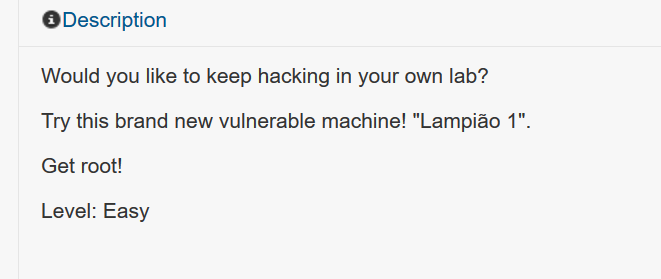 Description
Would you like to keep hacking in your own lab?
Try this brand new vulnerable machine! "Lampião 1".
Get root!
Level: Easy